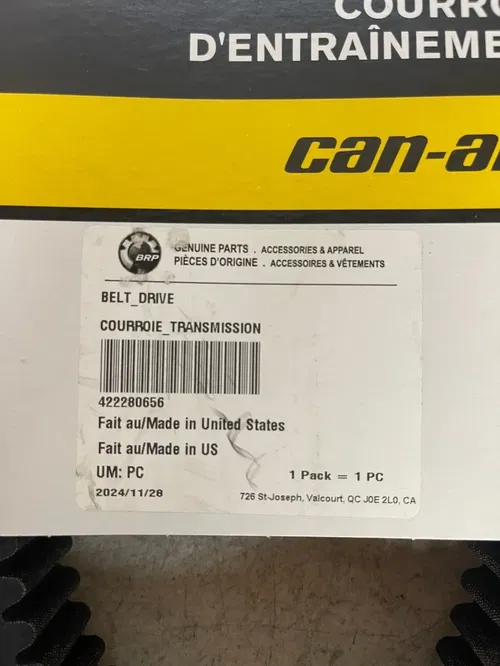 COURRO
D'ENTRAÎNEME
can-a
BRP
GENUINE PARTS . ACCESSORIES & APPAREL
PIÈCES D'ORIGINE . ACCESSOIRES & VÊTEMENTS
BELT_DRIVE
COURROIE_TRANSMISSION
422280656
Fait au/Made in United States
Fait au/Made in US
UM: PC
1 Pack = 1 PC
2024/11/28
726 St-Joseph, Valcourt, QC J0E 2L0, CA